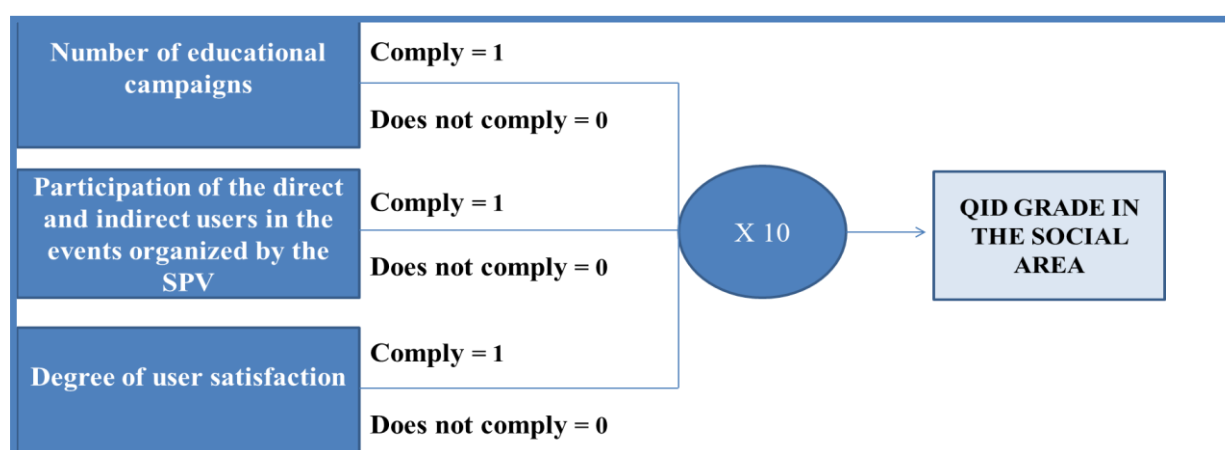 Number of educational
campaigns
Comply = 1
Does not comply = 0
Participation of the direct
and indirect users in the
events organized by the
SPV
Comply = 1
Does not comply = 0
Degree of user satisfaction
Comply = 1
Does not comply = 0
X 10
QID GRADE IN
THE SOCIAL
AREA